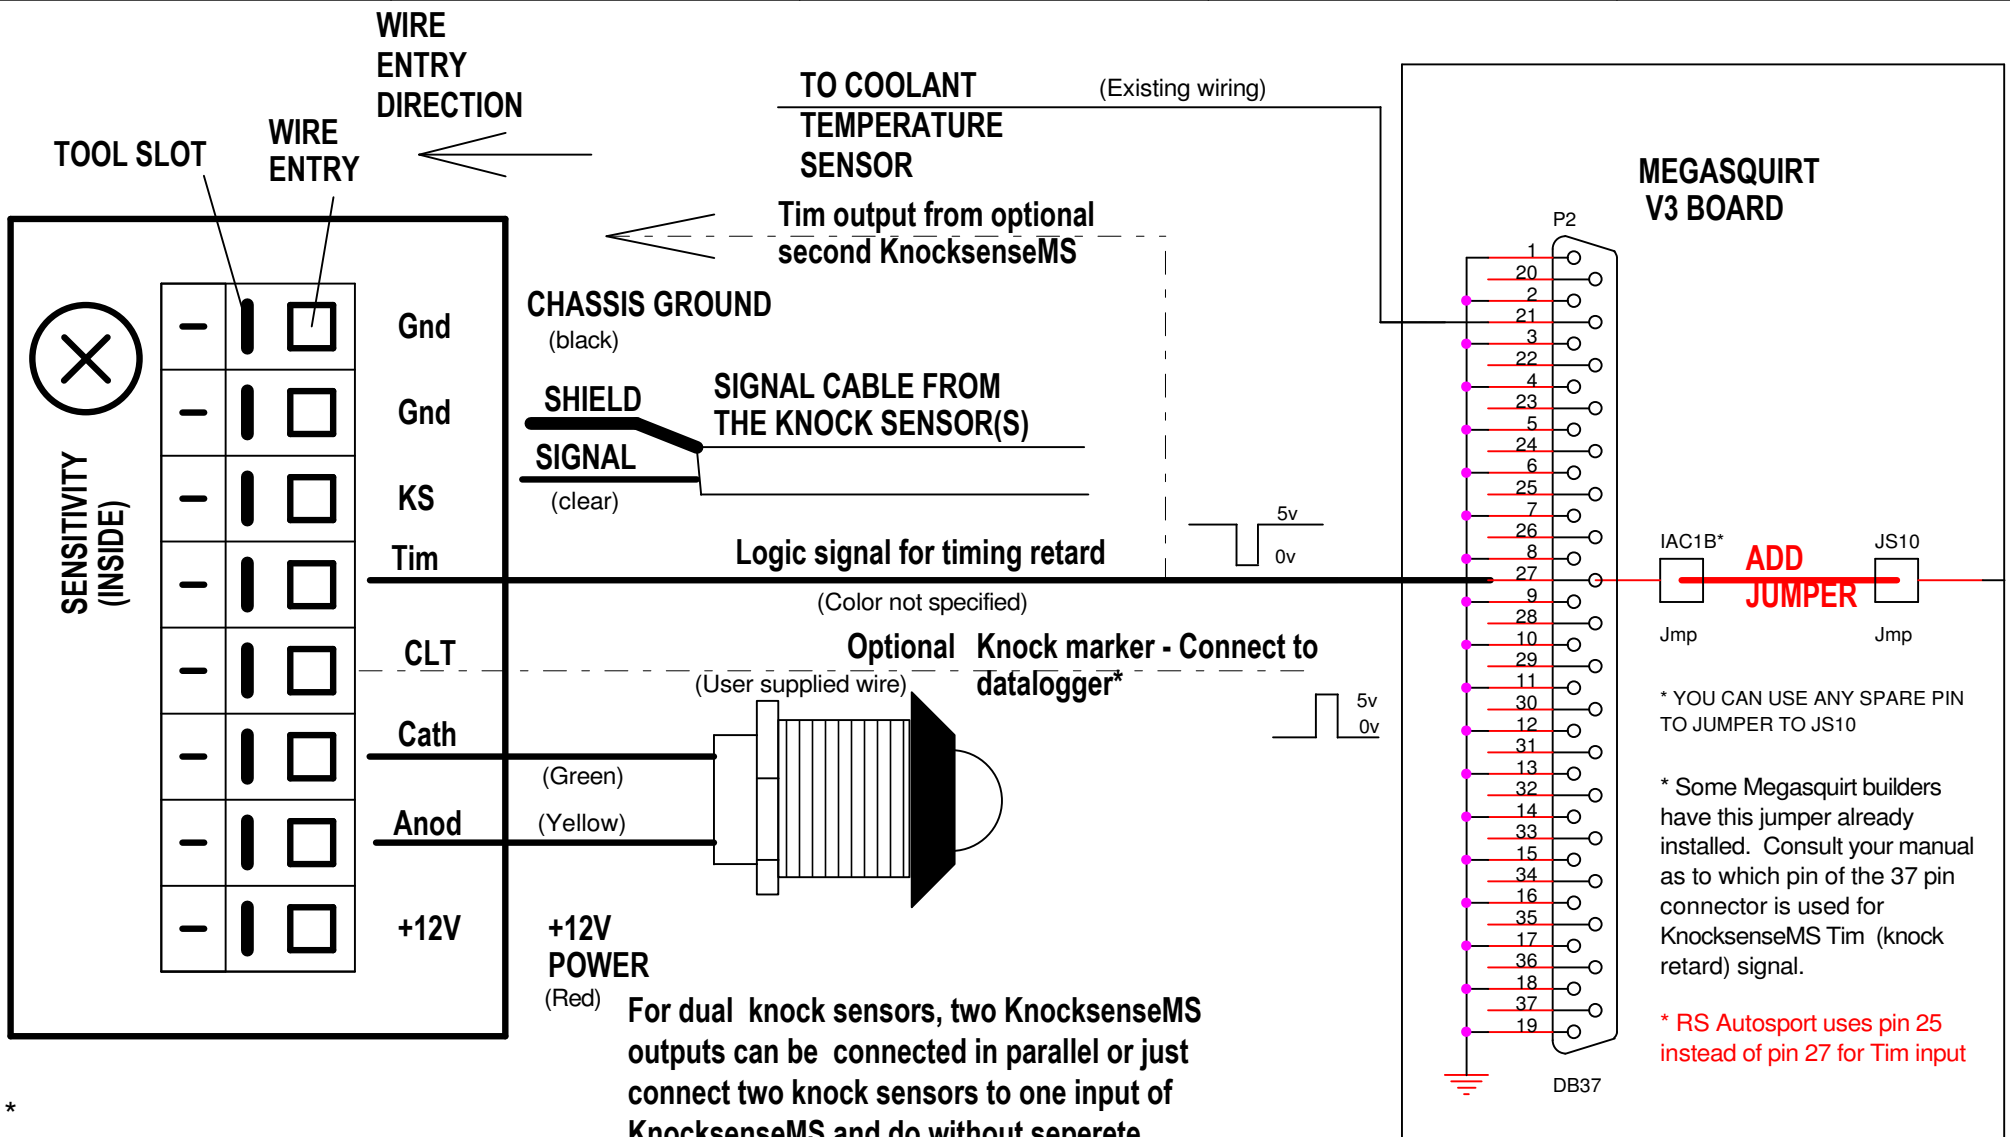 WIRE
ENTRY
DIRECTION
TOOL SLOT
WIRE
ENTRY
TO COOLANT
TEMPERATURE
SENSOR
(Existing wiring)
Tim output from optional
second KnocksenseMS
MEGASQUIRT
V3 BOARD
P2
SENSITIVITY
(INSIDE)
Gnd
CHASSIS GROUND
(black)
Gnd
SHIELD
SIGNAL CABLE FROM
THE KNOCK SENSOR(S)
KS
SIGNAL
(clear)
Tim
Logic signal for timing retard
(Color not specified)
5v
0v
CLT
Optional Knock marker - Connect to
datalogger*
(User supplied wire)
5v
0v
Cath
(Green)
Anod
(Yellow)
+12V
+12V
POWER
(Red)
For dual knock sensors, two KnocksenseMS
outputs can be connected in parallel or just
connect two knock sensors to one input of
KnocksenseMS and do without seperete
*
1
20
2
21
3
22
4
23
5
24
6
25
7
26
8
27
9
28
10
29
11
30
12
31
13
32
14
33
15
34
16
35
17
36
18
37
19
DB37
IAC1B*
ADD
JUMPER
JS10
Jmp
Jmp
* YOU CAN USE ANY SPARE PIN
TO JUMPER TO JS10
* Some Megasquirt builders
have this jumper already
installed. Consult your manual
as to which pin of the 37 pin
connector is used for
KnocksenseMS Tim (knock
retard) signal.
* RS Autosport uses pin 25
instead of pin 27 for Tim input